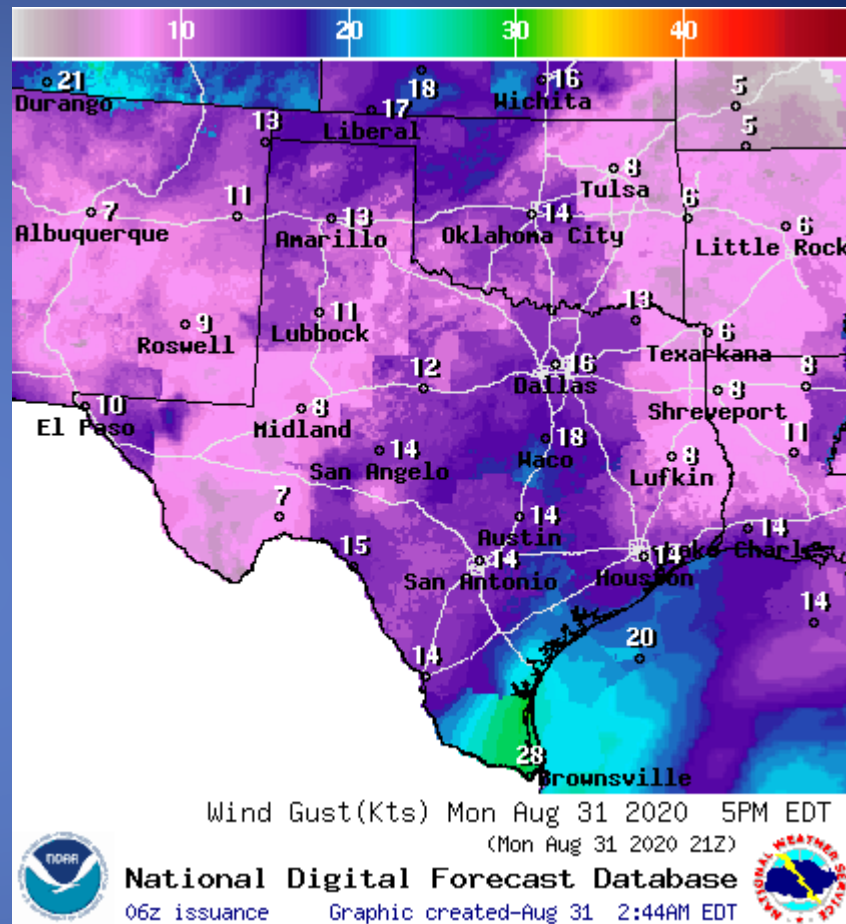 10 20 30 40
21 18 16 5
Durango Wichita
17
Liberal
13 5
8
Tulsa
7 11 13 14 6 6
Albuquerque Amarillo Oklahoma City Little Rock
9 11 13
Roswell Lubbock Texarkana 6
12 16
Dallas 8 8
10 8 Shreveport
El Paso Midland
14 18 8 11
San Angelo Waco Lufkin
7 14 14
Austin
15 14 14 Lake Charles
San Antonio Houston
14
14 20
28
Brownsville
Wind Gust(Kts) Mon Aug 31 2020 5PM EDT
(Mon Aug 31 2020 21Z)
NOAA
National Digital Forecast Database
06z issuance Graphic created-Aug 31 2:44AM EDT
NATIONAL WEATHER SERVICE